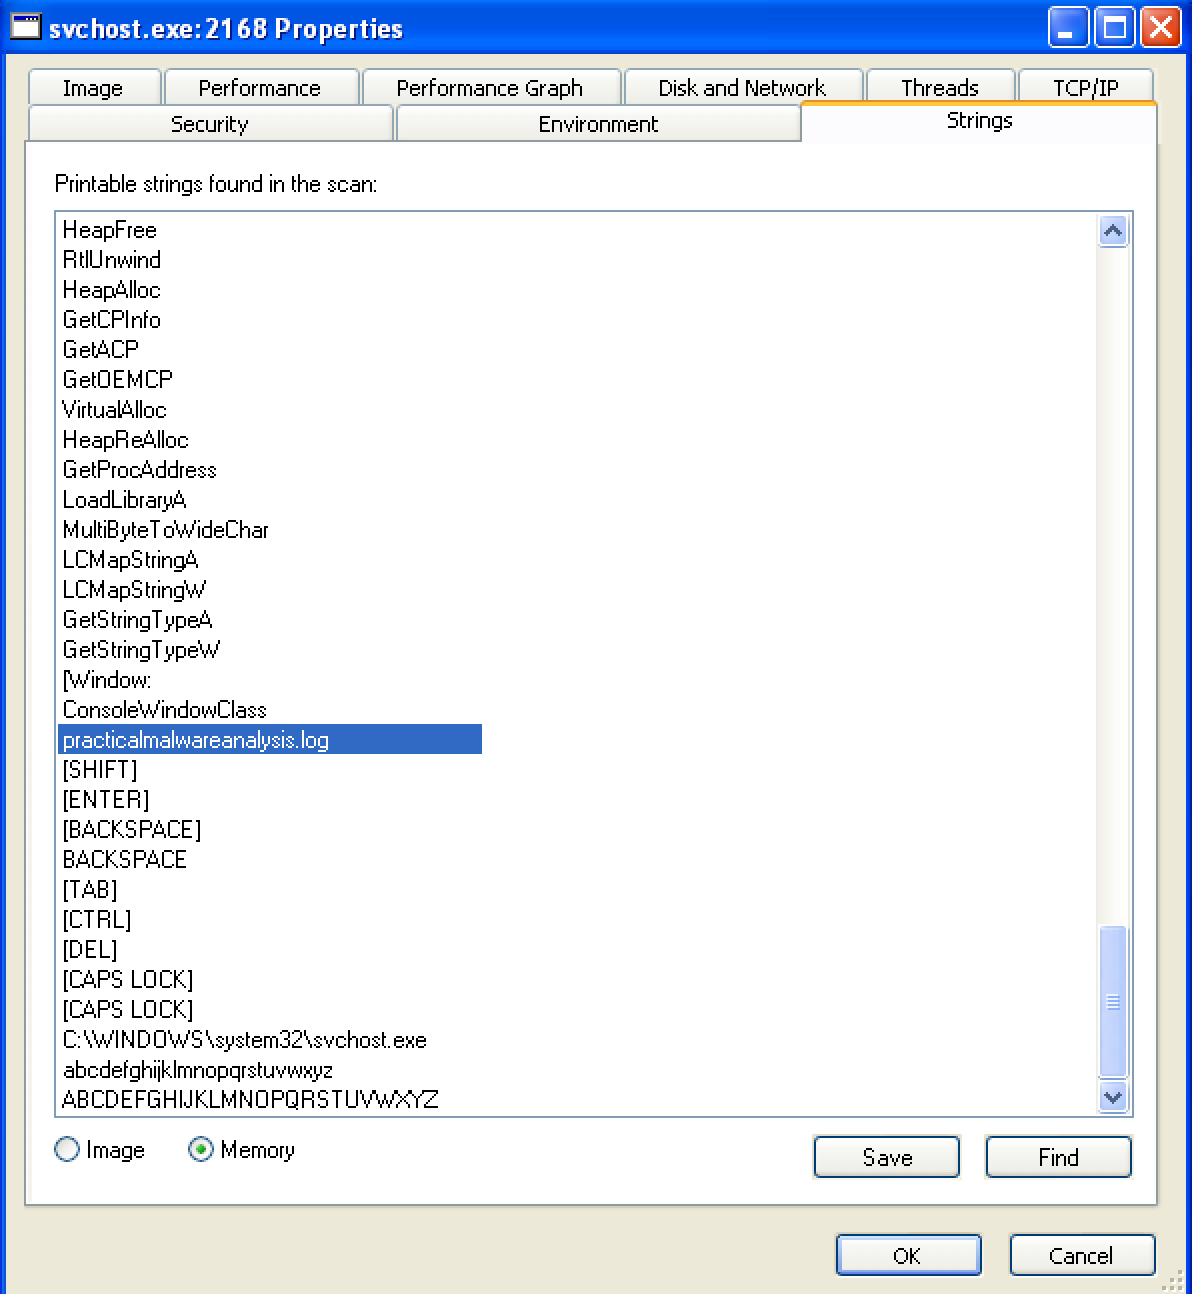 svchost.exe:2168 Properties
Image Performance Performance Graph Disk and Network Threads TCP/IP
Security Environment Strings
Printable strings found in the scan:
HeapFree
RtlUnwind
HeapAlloc
GetCPInfo
GetACP
GetOEMCP
VirtualAlloc
HeapReAlloc
GetProcAddress
LoadLibraryA
MultiByteToWideChar
LCMapStringA
LCMapStringW
GetStringTypeA
GetStringTypeW
[Window:
ConsoleWindowClass
practicalmalwareanalysis.log
[SHIFT]
[ENTER]
[BACKSPACE]
BACKSPACE
[TAB]
[CTRL]
[DEL]
[CAPS LOCK]
[CAPS LOCK]
C:\WINDOWS\system32\svchost.exe
abcdefghijklmnopqrstuvwxyz
ABCDEFGHIJKLMNOPQRSTUVWXYZ
Image Memory Save Find
OK Cancel